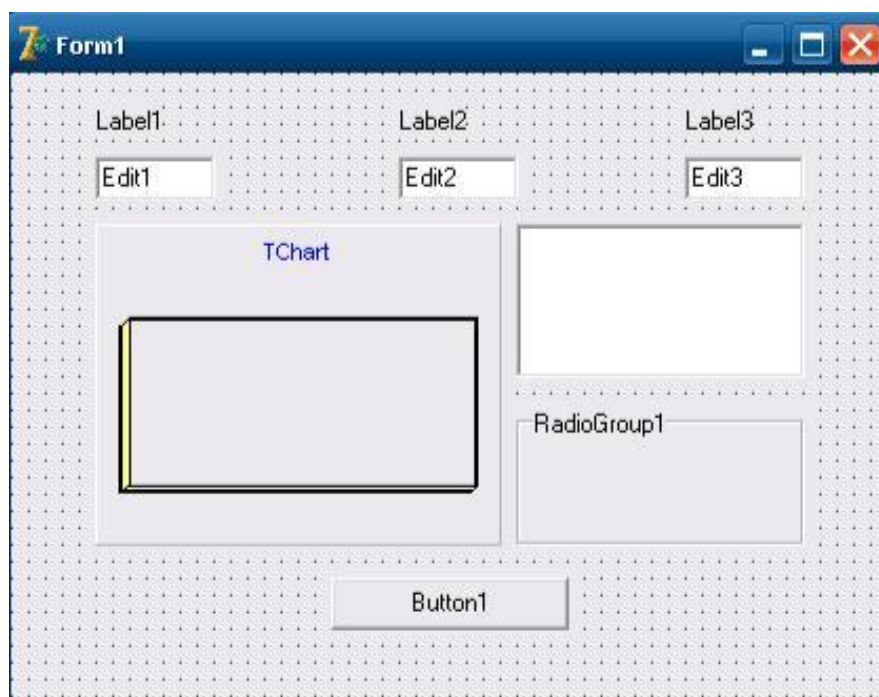 Form1
Label1 Label2 Label3
Edit1 Edit2 Edit3
TChart
RadioGroup1
Button1